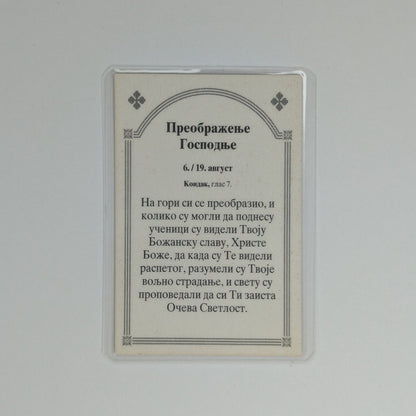 Преображење
Господње
6. / 19. август
Кондак, глас 7.
На гори си се преобразио, и
колико су могли да поднесу
ученици су видели Твоју
Божанску славу, Христе
Боже, да када су Те видели
распетог, разумели су Твоје
вољно страдање, и свету су
проповедали да си Ти заиста
Очева Светлост.